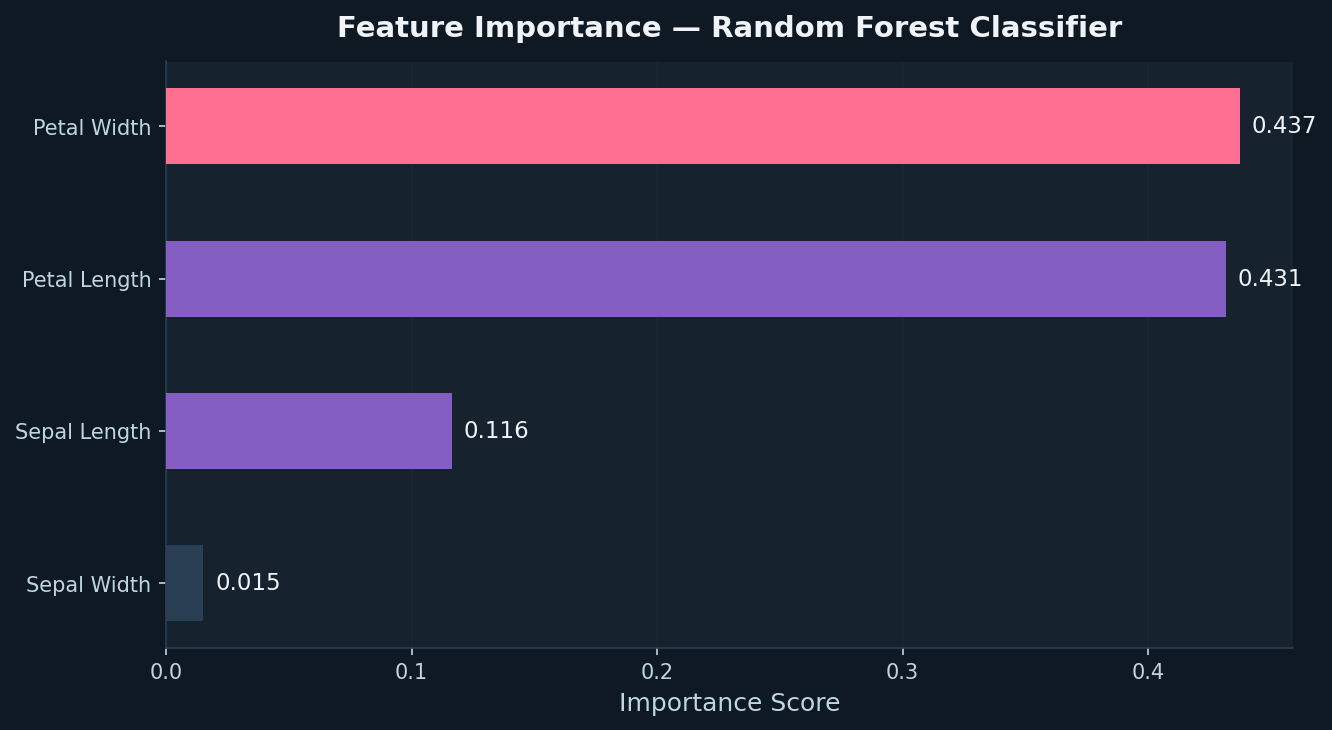 Feature Importance — Random Forest Classifier
Petal Width 0.437
Petal Length 0.431
Sepal Length 0.116
Sepal Width 0.015
0.0 0.1 0.2 0.3 0.4
Importance Score